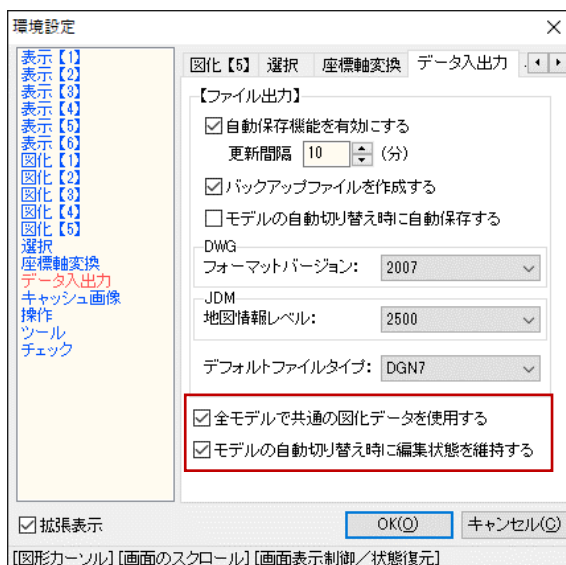 環境設定
表示【1】
表示【2】
表示【3】
表示【4】
表示【5】
表示【6】
図化【1】
図化【2】
図化【3】
図化【4】
図化【5】
選択
座標軸変換
データ入出力
キャッシュ画像
操作
ツール
チェック
図化【5】 選択 座標軸変換 データ入出力
【ファイル出力】
自動保存機能を有効にする
更新間隔 10 (分)
バックアップファイルを作成する
モデルの自動切り替え時に自動保存する
DWG
フォーマットバージョン: 2007
JDM
地図情報レベル: 2500
デフォルトファイルタイプ: DGN7
全モデルで共通の図化データを使用する
モデルの自動切り替え時に編集状態を維持する
拡張表示 OK(O) キャンセル(C)
[図形カーソル] [画面のスクロール] [画面表示制御／状態復元]